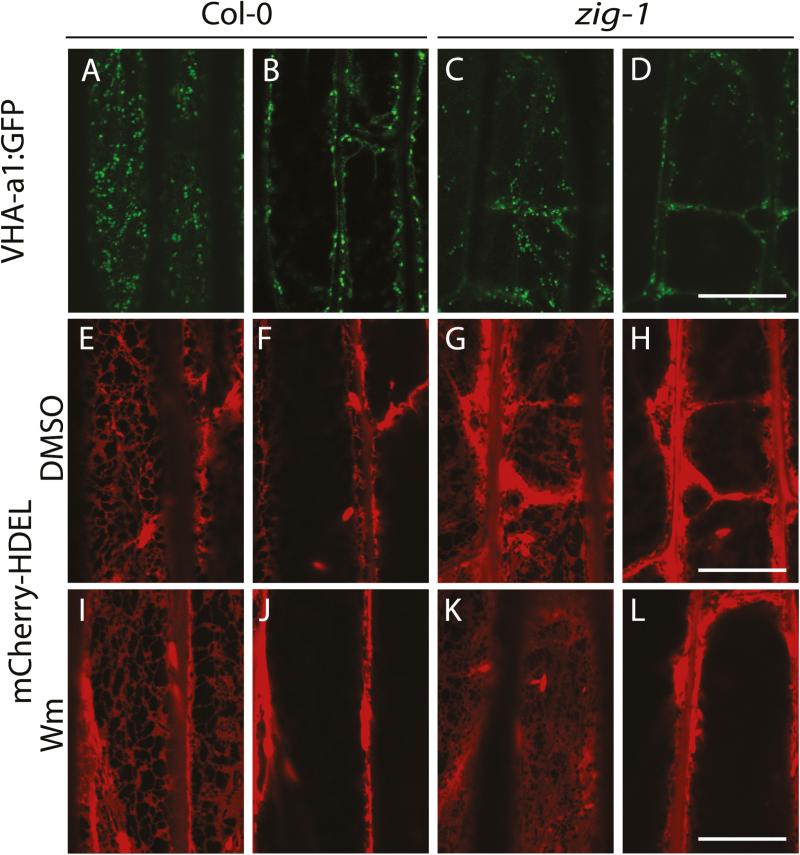 Col-0 zig-1
VHA-a1:GFP
A B C D
mCherry-HDEL
DMSO
E F G H
Wm
I J K L